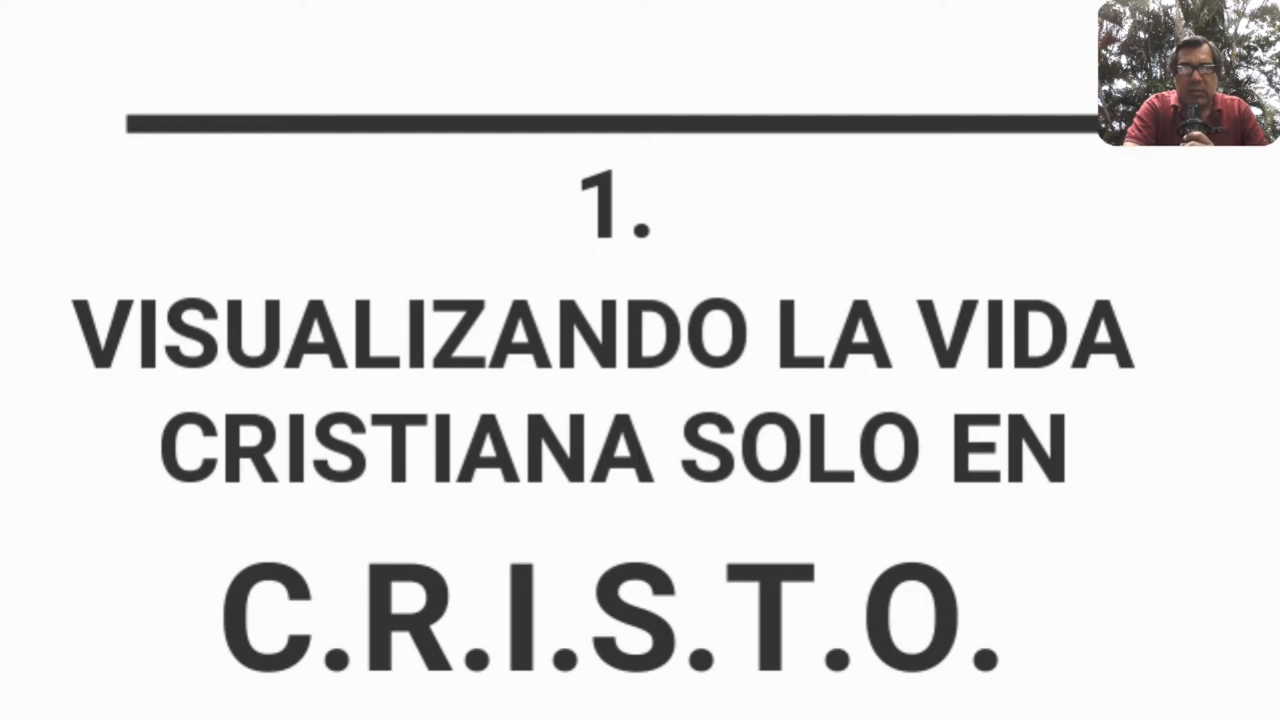 1.
VISUALIZANDO LA VIDA
CRISTIANA SOLO EN
C.R.I.S.T.O.